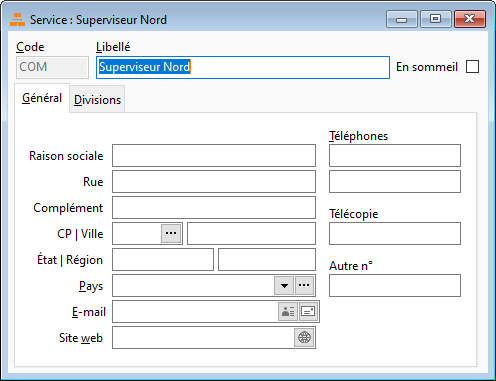 Service : Superviseur Nord
Code Libellé
COM Superviseur Nord En sommeil
Général Divisions
Téléphones
Raison sociale
Rue
Complément Télécopie
CP | Ville
État | Région Autre n°
Pays
E-mail
Site web